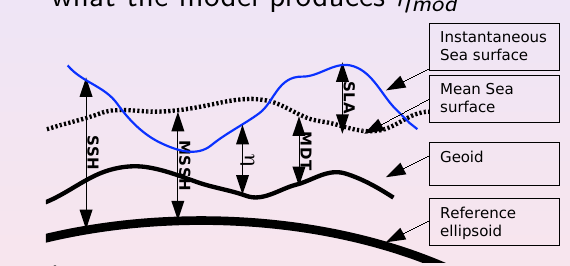 what the model produces η_mod
Instantaneous
Sea surface
Mean Sea
surface
SLA
SSH
MSSH
η
MDT
Geoid
Reference
ellipsoid